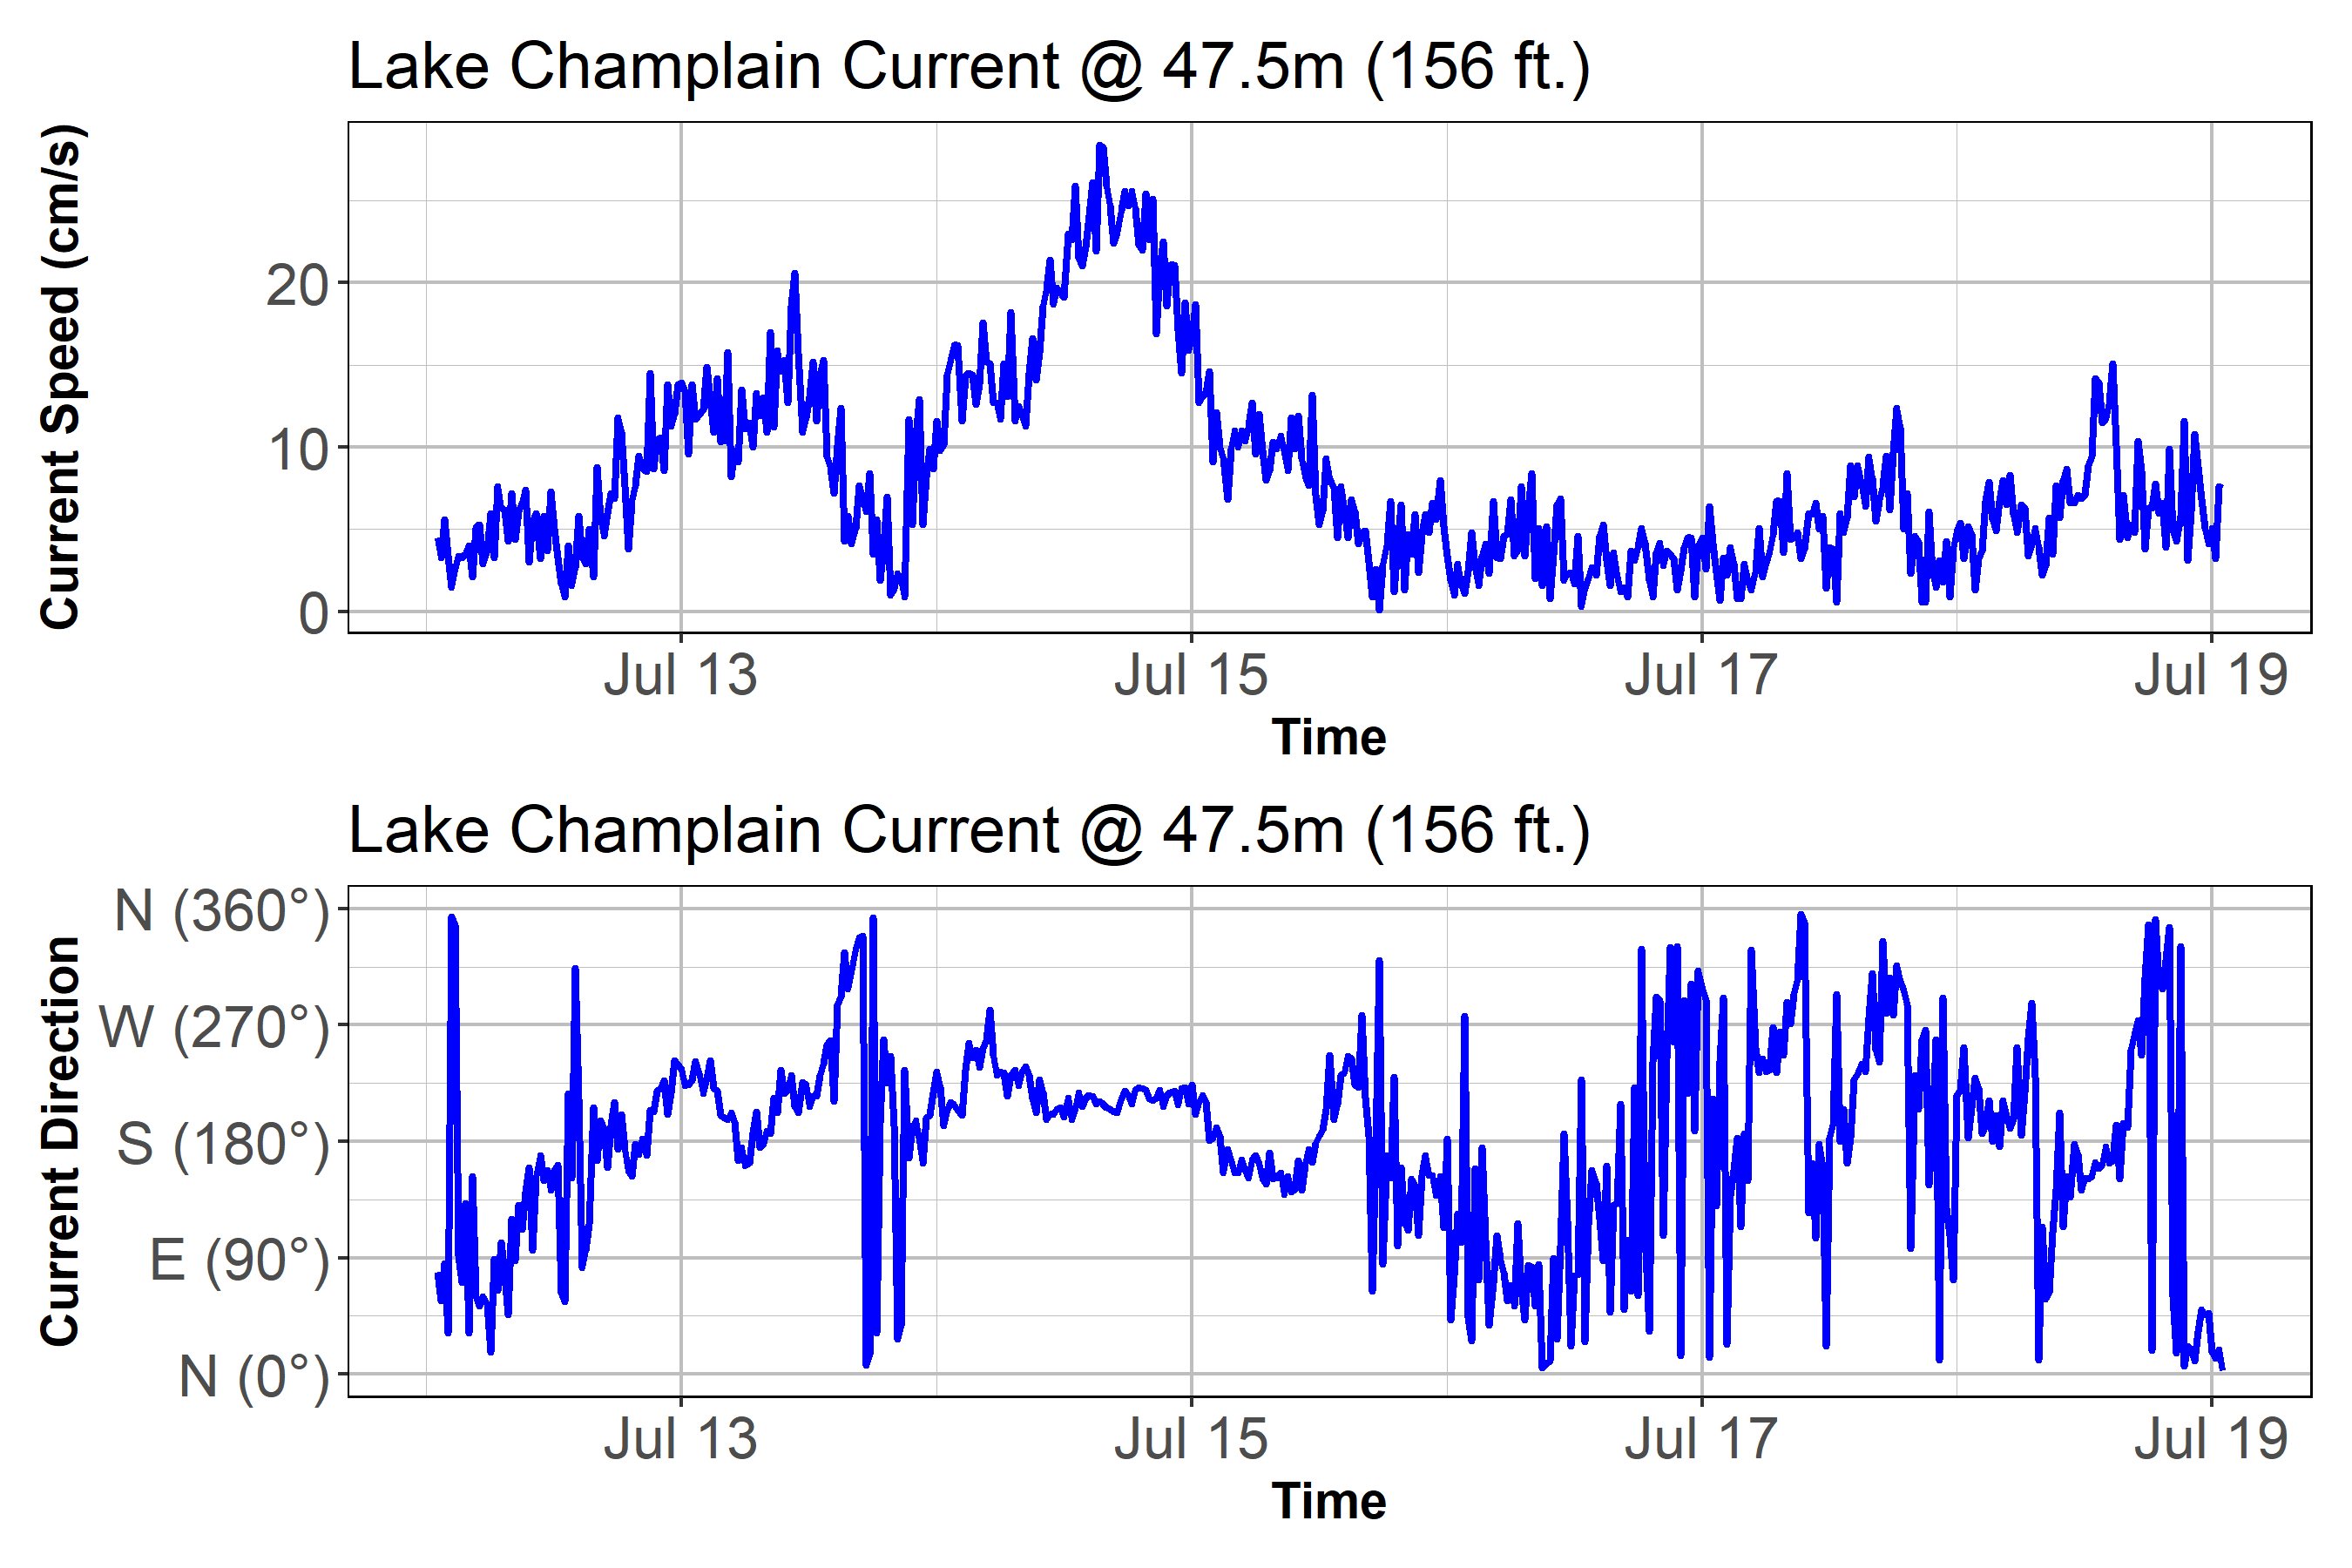 Lake Champlain Current @ 47.5m (156 ft.)
Current Speed (cm/s)
20
10
0
Jul 13 Jul 15 Jul 17 Jul 19
Time
Lake Champlain Current @ 47.5m (156 ft.)
Current Direction
N (360°)
W (270°)
S (180°)
E (90°)
N (0°)
Jul 13 Jul 15 Jul 17 Jul 19
Time